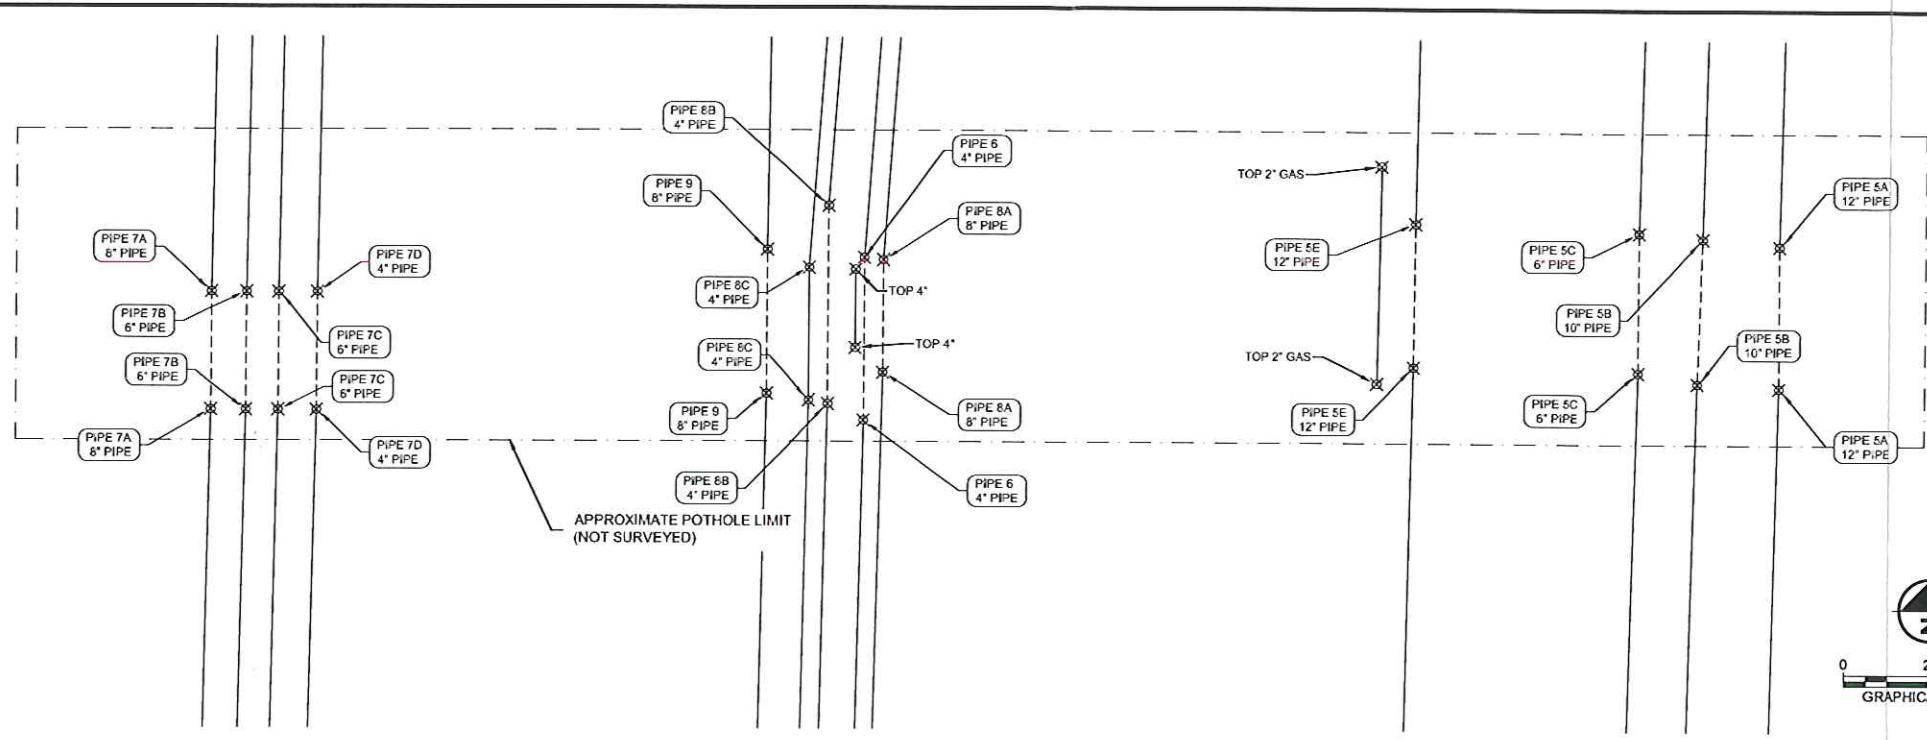 PIPE 8B
4" PIPE
PIPE 6
4" PIPE
TOP 2" GAS
PIPE 9
8" PIPE
PIPE 5A
12" PIPE
PIPE 8A
8" PIPE
PIPE 7A
8" PIPE
PIPE 7D
4" PIPE
PIPE 5E
12" PIPE
PIPE 5C
6" PIPE
PIPE 8C
4" PIPE
TOP 4"
PIPE 7B
6" PIPE
PIPE 5B
10" PIPE
PIPE 7C
6" PIPE
PIPE 8C
4" PIPE
TOP 4"
PIPE 5B
10" PIPE
TOP 2" GAS
PIPE 7B
6" PIPE
PIPE 7C
6" PIPE
PIPE 9
8" PIPE
PIPE 8A
8" PIPE
PIPE 5E
12" PIPE
PIPE 5C
6" PIPE
PIPE 7A
8" PIPE
PIPE 7D
4" PIPE
PIPE 5A
12" PIPE
PIPE 8B
4" PIPE
PIPE 6
4" PIPE
APPROXIMATE POTHOLE LIMIT
(NOT SURVEYED)
0